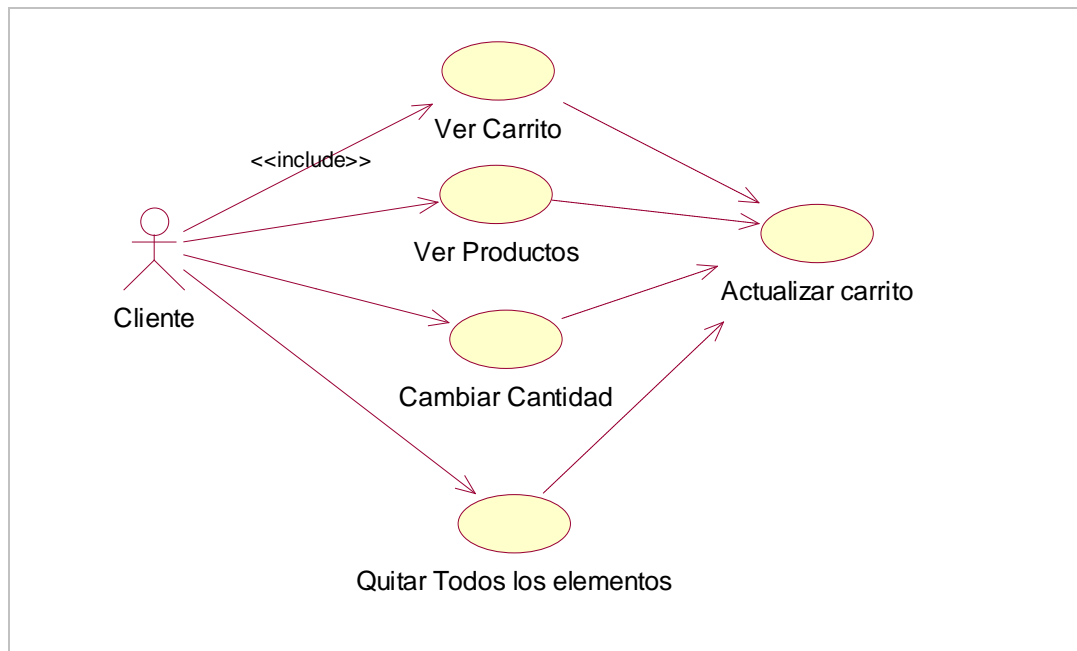 Ver Carrito
<<include>>
Ver Productos
Cliente
Actualizar carrito
Cambiar Cantidad
Quitar Todos los elementos